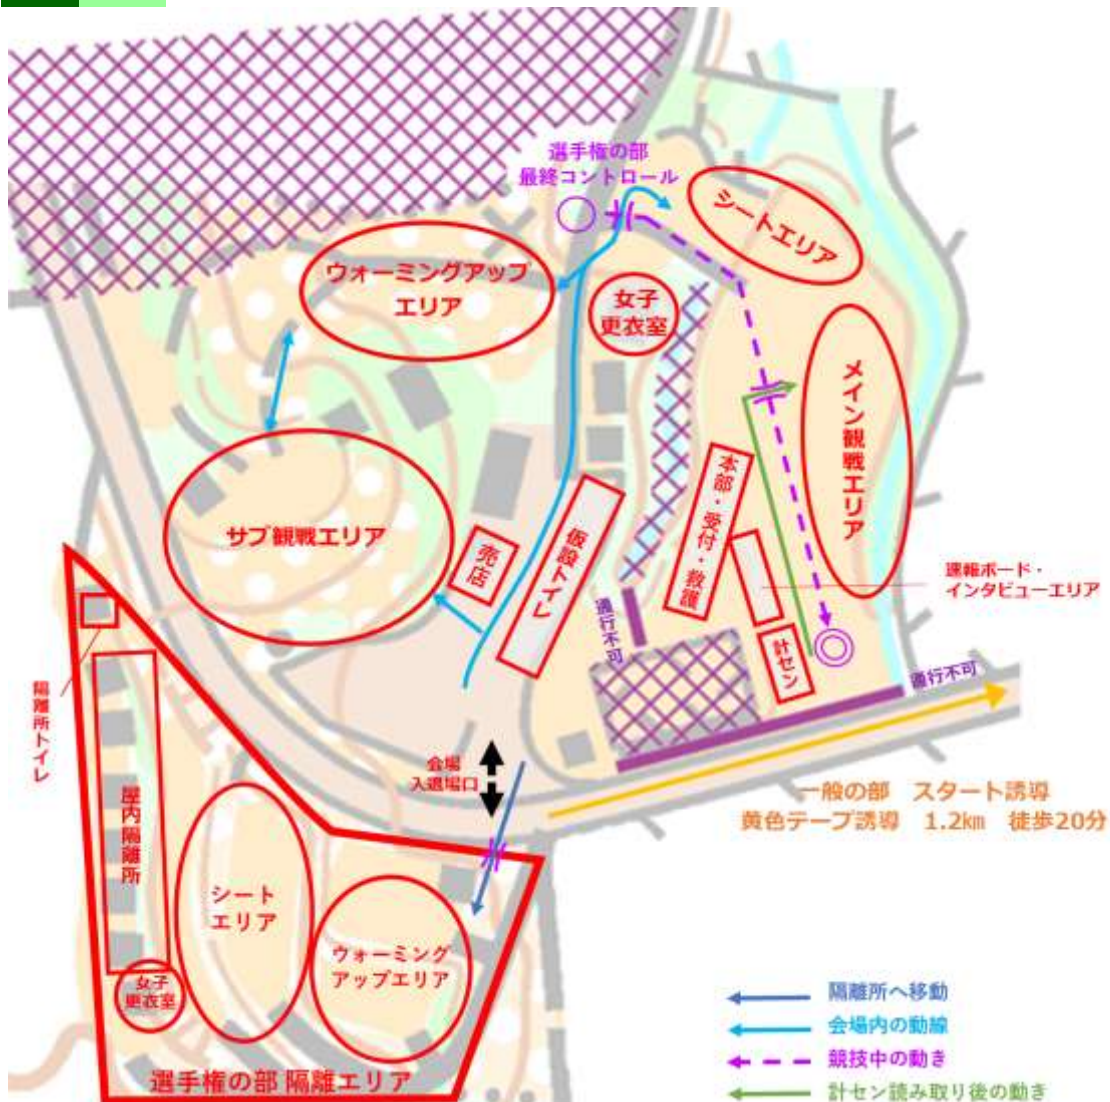 選手権の部
最終コントロール
シートエリア
ウォーミングアップ
エリア
女子
更衣室
メイン観戦エリア
本部・受付・救護
サブ観戦エリア
売店
仮設トイレ
速報ボード・
インタビューエリア
通行不可
計セン
通行不可
隔離所トイレ
会場
入退場口
一般の部 スタート誘導
黄色テープ誘導 1.2km 徒歩20分
屋内隔離所
シート
エリア
ウォーミング
アップエリア
女子
更衣室
選手権の部 隔離エリア
隔離所へ移動
会場内の動線
競技中の動き
計セン読み取り後の動き